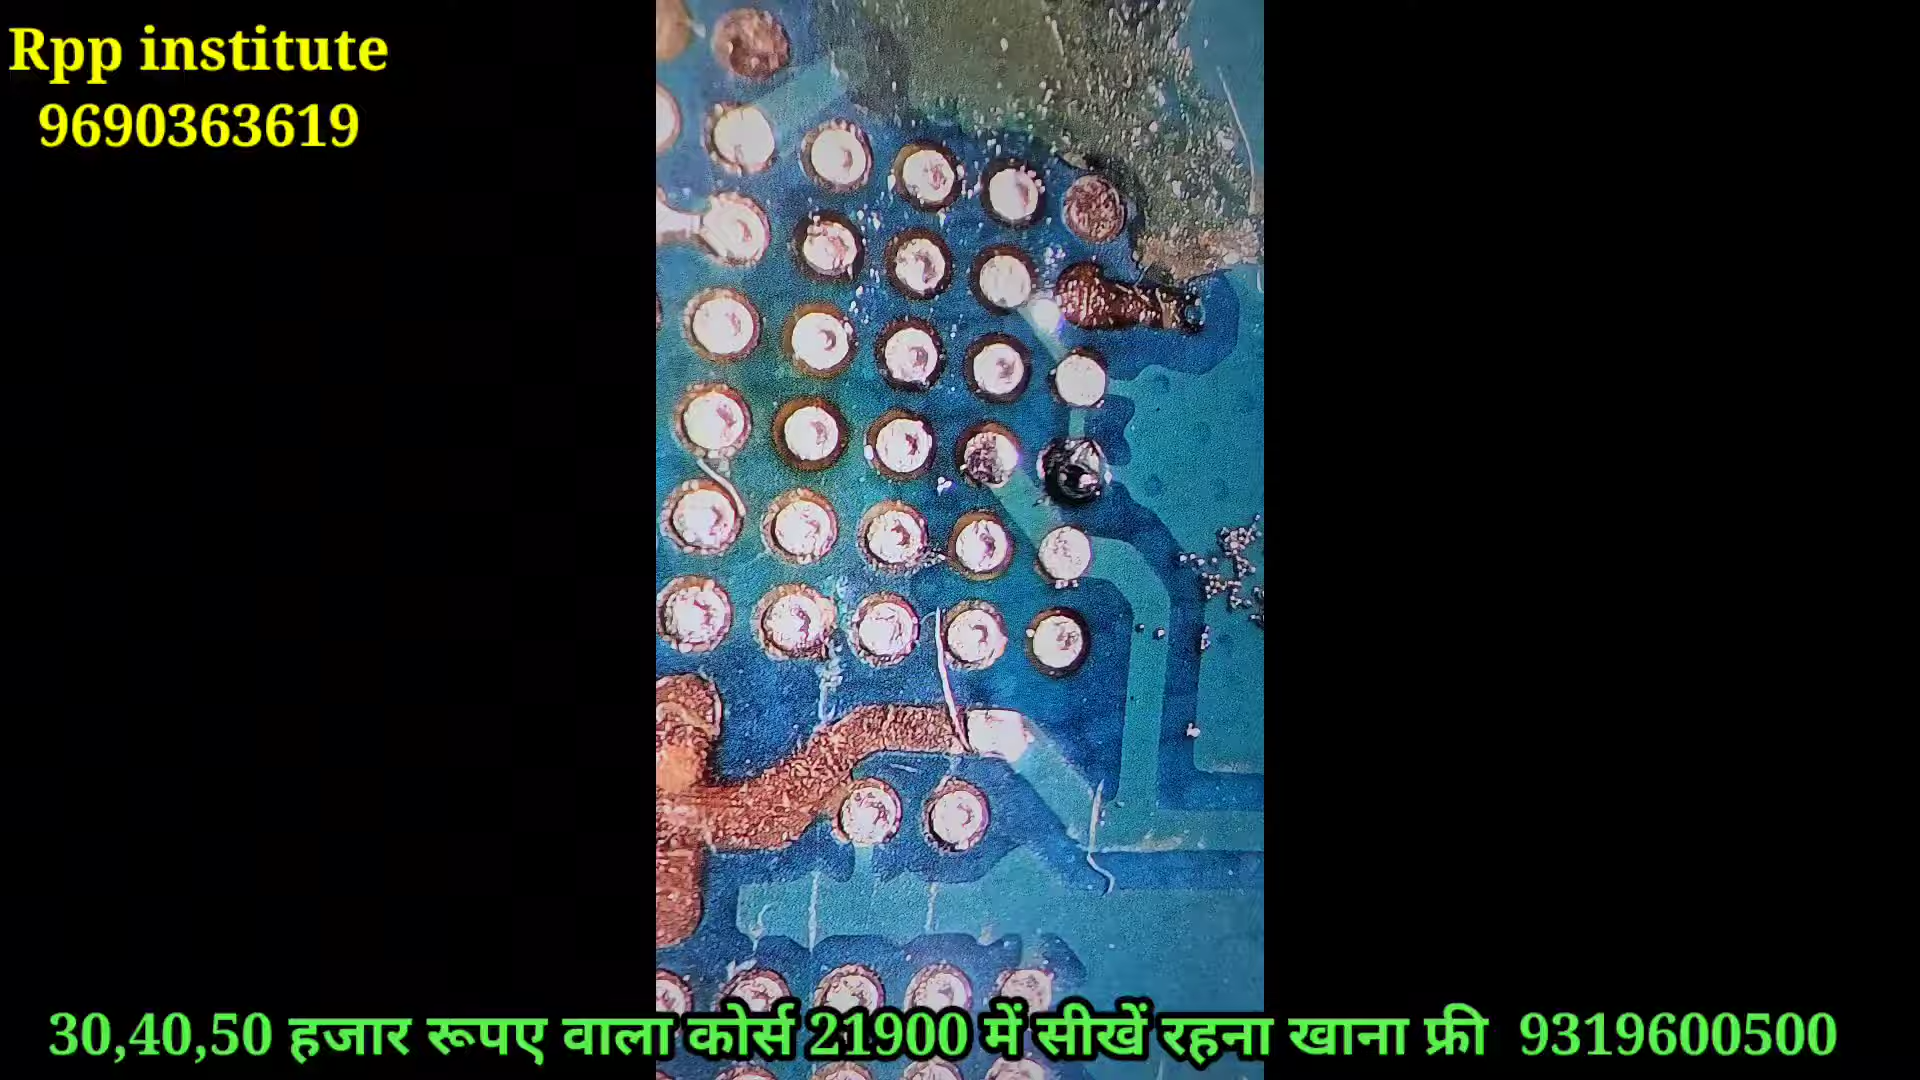 Rpp institute
9690363619
30,40,50 हजार रूपए वाला कोर्स 21900 में सीखें रहना खाना फ्री 9319600500